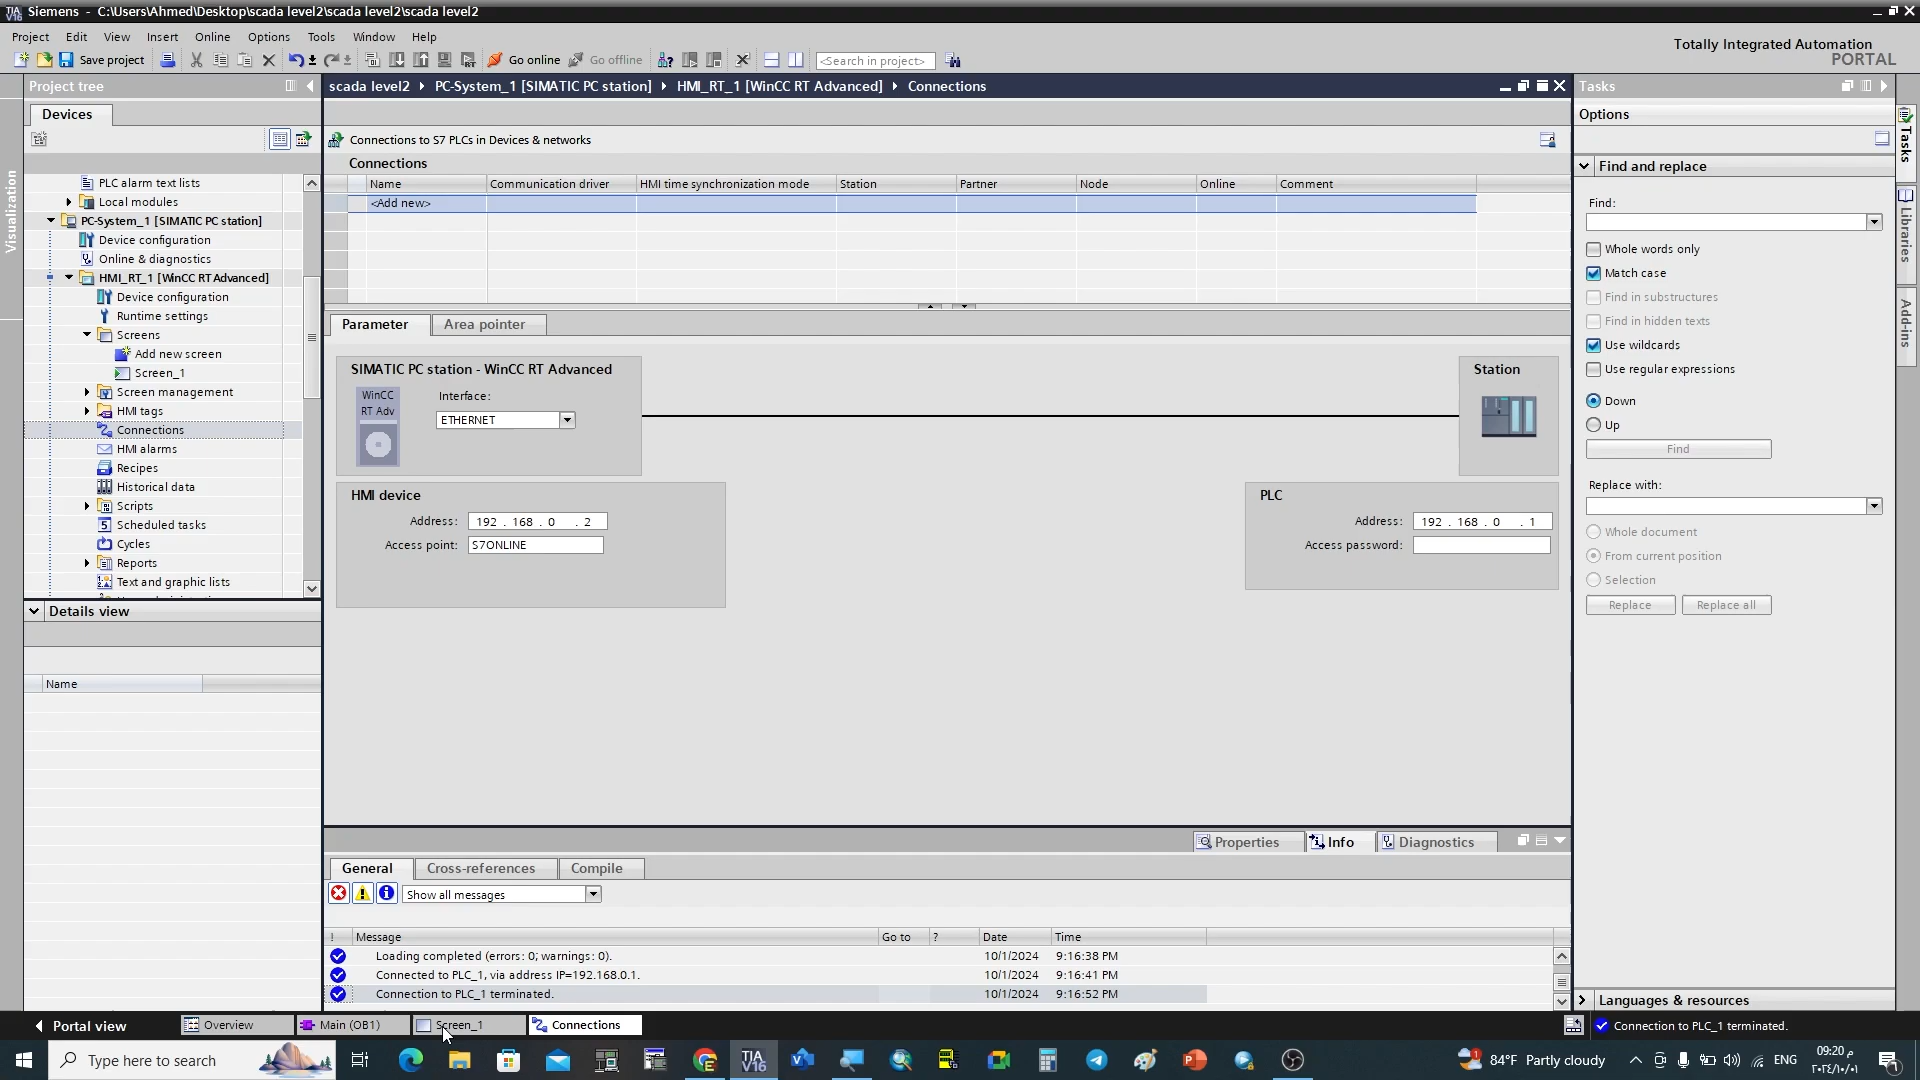 Siemens  -  C:\Users\Ahmed\Desktop\scada level2\scada level2\scada level2
Project Edit View Insert Online Options Tools Window Help
Totally Integrated Automation
PORTAL
Save project
Go online
Go offline
<Search in project>
Project tree
scada level2 PC-System_1 [SIMATIC PC station] HMI_RT_1 [WinCC RT Advanced] Connections
Tasks
Devices
Options
Visualization
PLC alarm text lists
Local modules
PC-System_1 [SIMATIC PC station]
Device configuration
Online & diagnostics
HMI_RT_1 [WinCC RT Advanced]
Device configuration
Runtime settings
Screens
Add new screen
Screen_1
Screen management
HMI tags
Connections
HMI alarms
Recipes
Historical data
Scripts
Scheduled tasks
Cycles
Reports
Text and graphic lists
Details view
Name
Connections to S7 PLCs in Devices & networks
Connections
Name Communication driver HMI time synchronization mode Station Partner Node Online Comment
<Add new>
Parameter Area pointer
SIMATIC PC station - WinCC RT Advanced
WinCC
RT Adv
Interface:
ETHERNET
Station
HMI device
Address: 192 . 168 . 0 . 2
Access point: S7ONLINE
PLC
Address: 192 . 168 . 0 . 1
Access password:
Properties Info Diagnostics
General Cross-references Compile
Show all messages
! Message Go to ? Date Time
Loading completed (errors: 0; warnings: 0). 10/1/2024 9:16:38 PM
Connected to PLC_1, via address IP=192.168.0.1. 10/1/2024 9:16:41 PM
Connection to PLC_1 terminated. 10/1/2024 9:16:52 PM
Find and replace
Find:
Whole words only
Match case
Find in substructures
Find in hidden texts
Use wildcards
Use regular expressions
Down
Up
Find
Replace with:
Whole document
From current position
Selection
Replace Replace all
Languages & resources
Tasks
Libraries
Add-ins
Portal view Overview Main (OB1) Screen_1 Connections
Connection to PLC_1 terminated.
Type here to search
TIA
V16
84°F Partly cloudy
ENG
09:20 م
٢٠٢٤/١٠/٠١